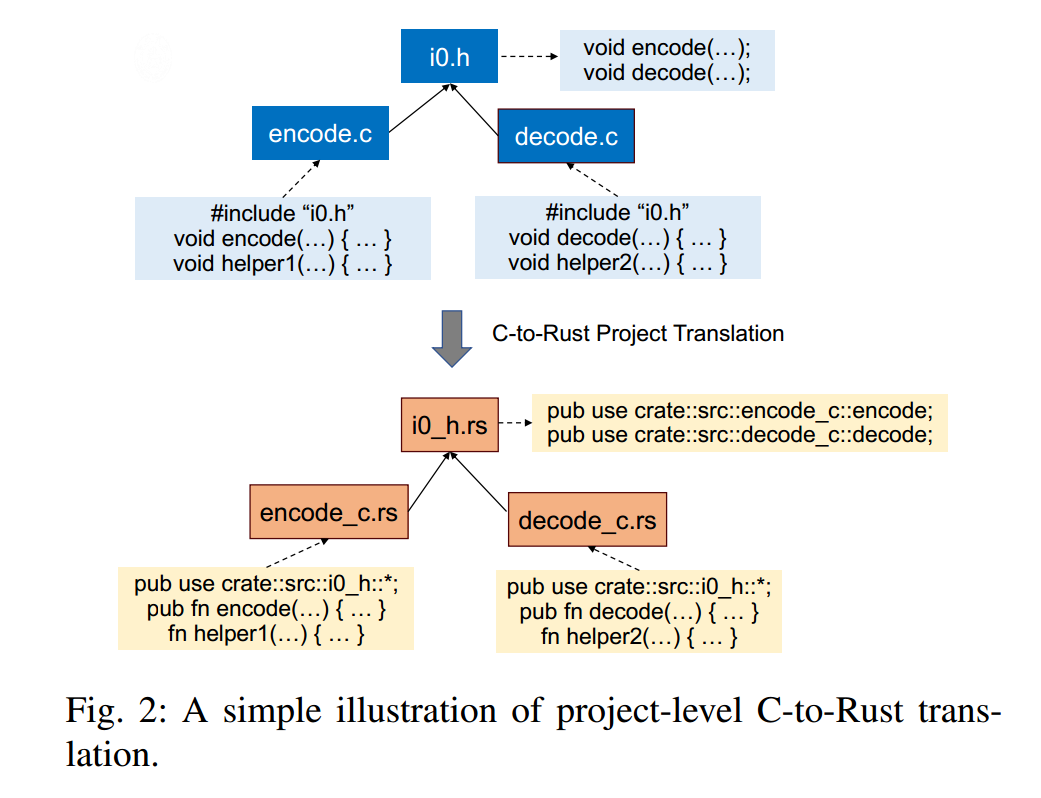 i0.h
void encode(…);
void decode(…);
encode.c
decode.c
#include “i0.h”
void encode(…) { … }
void helper1(…) { … }
#include “i0.h”
void decode(…) { … }
void helper2(…) { … }
C-to-Rust Project Translation
i0_h.rs
pub use crate::src::encode_c::encode;
pub use crate::src::decode_c::decode;
encode_c.rs
decode_c.rs
pub use crate::src::i0_h::*;
pub fn encode(…) { … }
fn helper1(…) { … }
pub use crate::src::i0_h::*;
pub fn decode(…) { … }
fn helper2(…) { … }
Fig. 2: A simple illustration of project-level C-to-Rust trans-
lation.